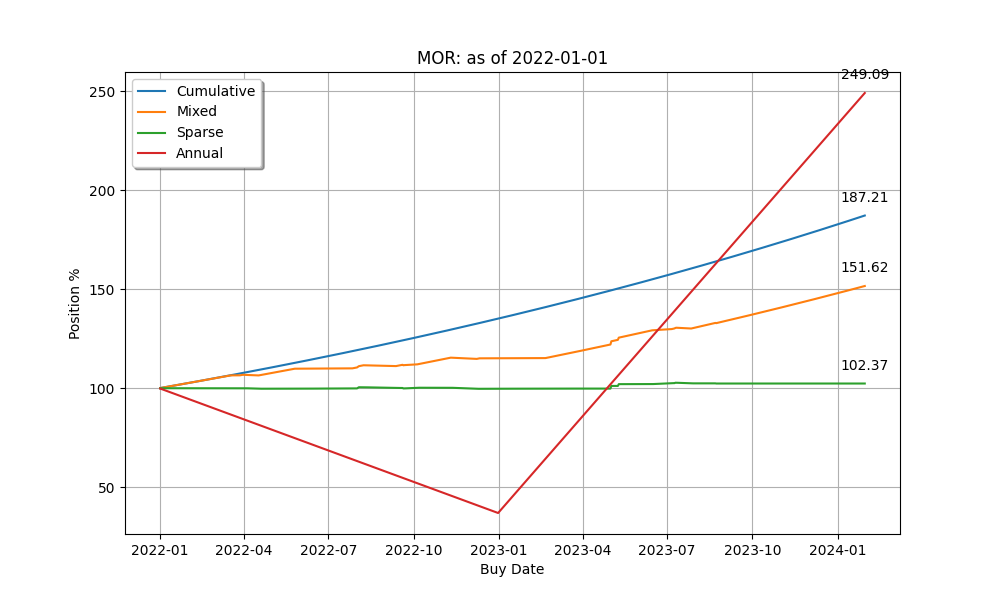 MOR: as of 2022-01-01
Cumulative
Mixed
Sparse
Annual
249.09
187.21
151.62
102.37
250
200
150
100
50
Position %
2022-01 2022-04 2022-07 2022-10 2023-01 2023-04 2023-07 2023-10 2024-01
Buy Date